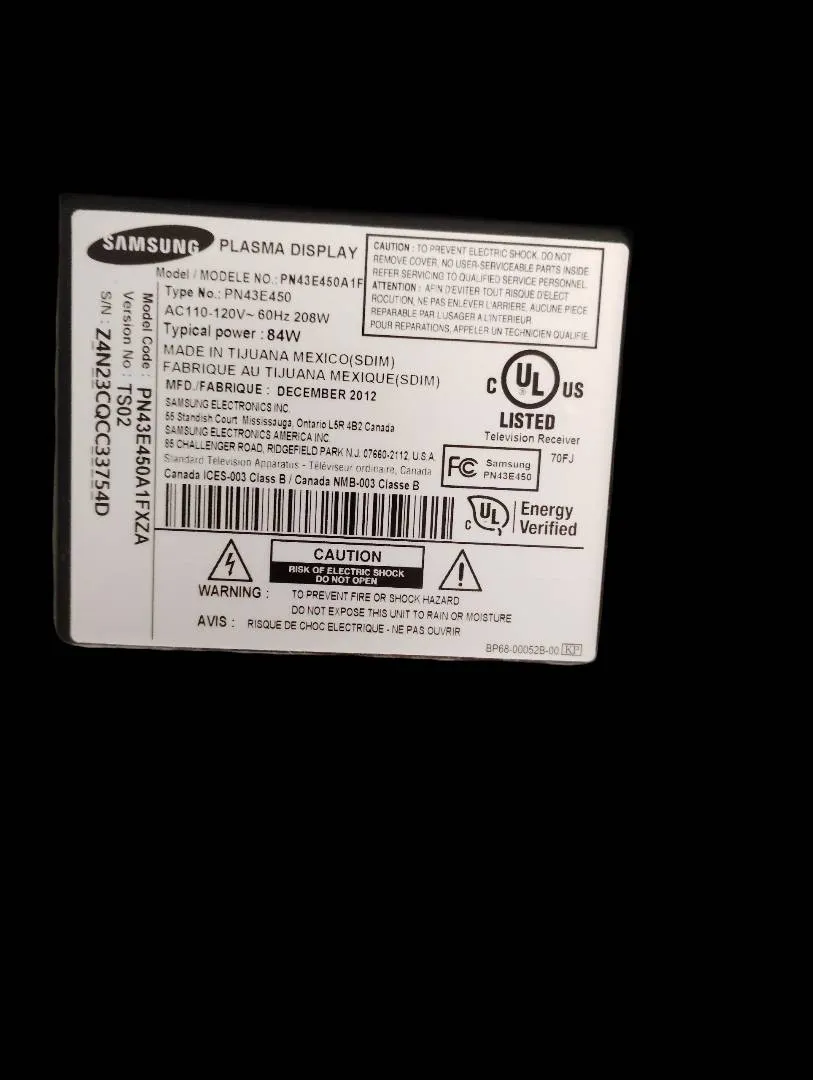 SAMSUNG PLASMA DISPLAY
Model / MODELE NO.: PN43E450A1F
Type No.: PN43E450
AC110-120V~ 60Hz 208W
Typical power : 84W
MADE IN TIJUANA MEXICO(SDIM)
FABRIQUE AU TIJUANA MEXIQUE(SDIM)
MFD./FABRIQUE : DECEMBER 2012
SAMSUNG ELECTRONICS INC.
55 Standish Court Mississauga, Ontario L5R 4B2 Canada
SAMSUNG ELECTRONICS AMERICA INC.
85 CHALLENGER ROAD, RIDGEFIELD PARK N.J. 07660-2112, U.S.A.
Standard Television Apparatus - Téléviseur ordinaire, Canada
Canada ICES-003 Class B / Canada NMB-003 Classe B
CAUTION : TO PREVENT ELECTRIC SHOCK, DO NOT
REMOVE COVER, NO USER-SERVICEABLE PARTS INSIDE.
REFER SERVICING TO QUALIFIED SERVICE PERSONNEL.
ATTENTION : AFIN D'EVITER TOUT RISQUE D'ELECT
ROCUTION, NE PAS ENLEVER L'ARRIERE, AUCUNE PIECE
REPARABLE PAR L'USAGER A L'INTERIEUR.
POUR REPARATIONS, APPELER UN TECHNICIEN QUALIFIE.
C UL US
®
LISTED
Television Receiver
70FJ
FC Samsung
PN43E450
C UL Energy
Verified
Model Code : PN43E450A1FXZA
Version No : TS02
S/N : Z4N23CQCC33754D
CAUTION
RISK OF ELECTRIC SHOCK
DO NOT OPEN
WARNING : TO PREVENT FIRE OR SHOCK HAZARD
DO NOT EXPOSE THIS UNIT TO RAIN OR MOISTURE
AVIS : RISQUE DE CHOC ELECTRIQUE - NE PAS OUVRIR
BP68-00052B-00 KP